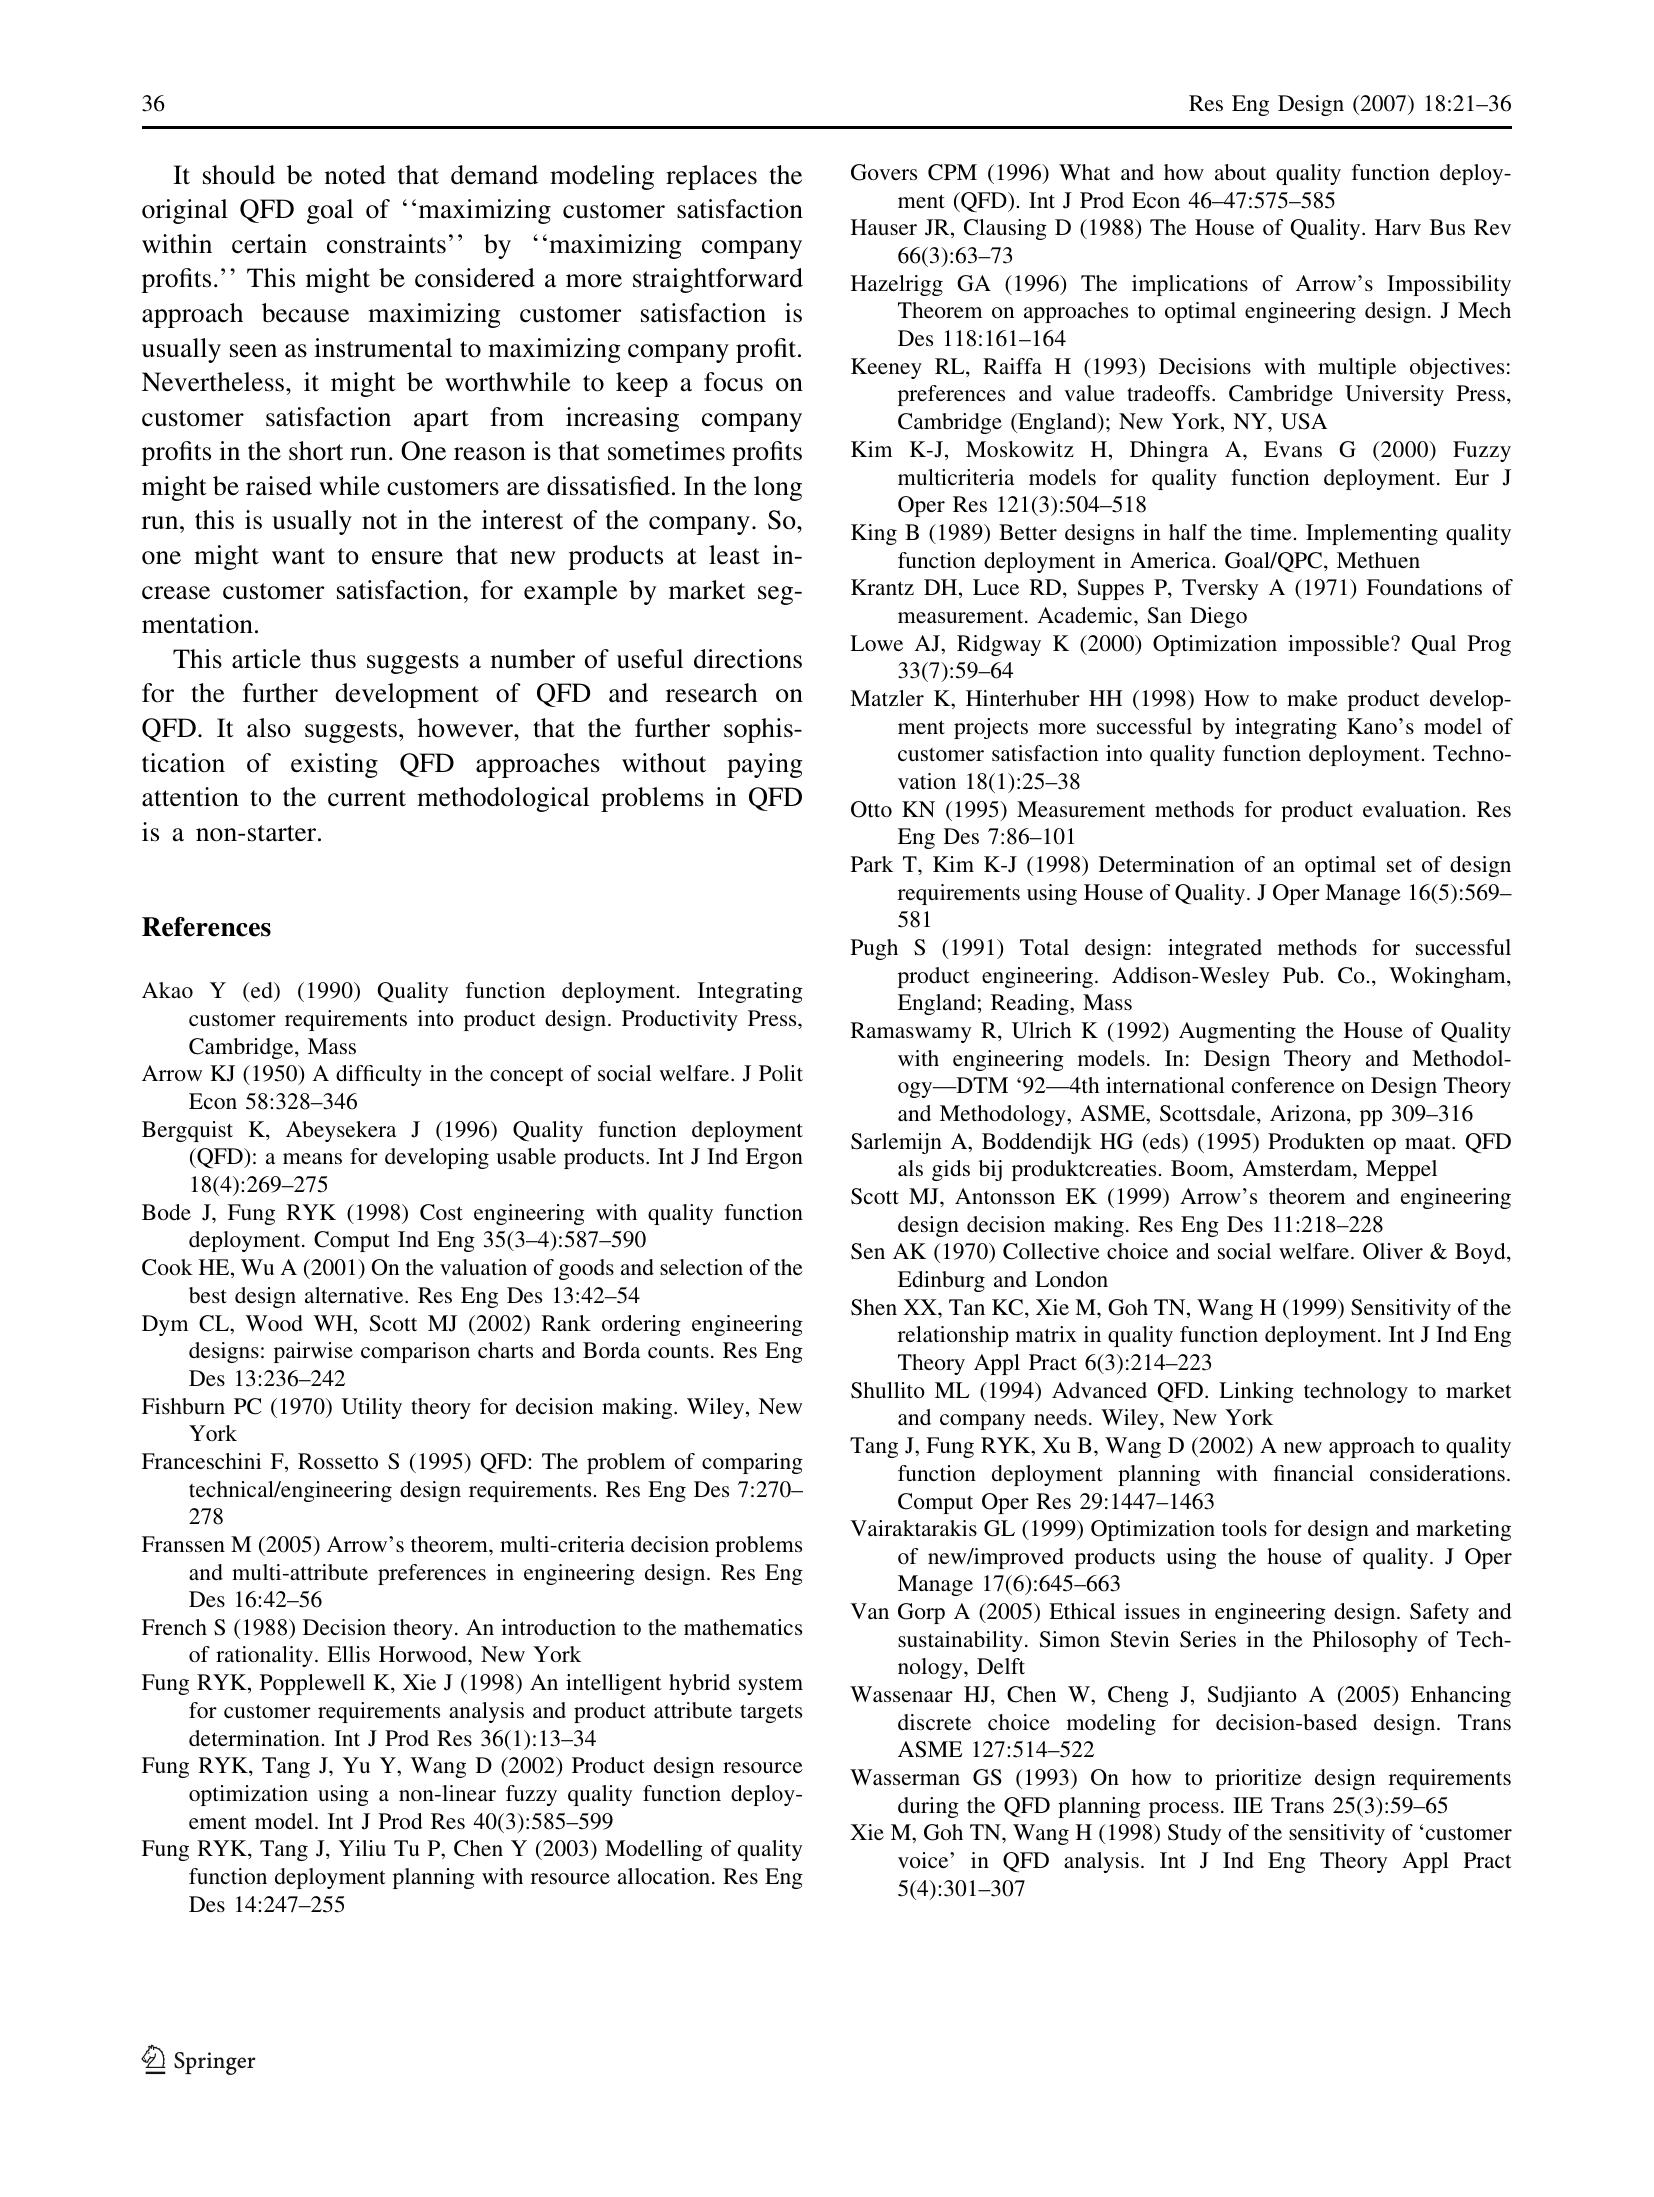 36
Res Eng Design (2007) 18:21–36
It should be noted that demand modeling replaces the
original QFD goal of ‘‘maximizing customer satisfaction
within certain constraints’’ by ‘‘maximizing company
profits.’’ This might be considered a more straightforward
approach because maximizing customer satisfaction is
usually seen as instrumental to maximizing company profit.
Nevertheless, it might be worthwhile to keep a focus on
customer satisfaction apart from increasing company
profits in the short run. One reason is that sometimes profits
might be raised while customers are dissatisfied. In the long
run, this is usually not in the interest of the company. So,
one might want to ensure that new products at least in-
crease customer satisfaction, for example by market seg-
mentation.
This article thus suggests a number of useful directions
for the further development of QFD and research on
QFD. It also suggests, however, that the further sophis-
tication of existing QFD approaches without paying
attention to the current methodological problems in QFD
is a non-starter.
References
Akao Y (ed) (1990) Quality function deployment. Integrating
customer requirements into product design. Productivity Press,
Cambridge, Mass
Arrow KJ (1950) A difficulty in the concept of social welfare. J Polit
Econ 58:328–346
Bergquist K, Abeysekera J (1996) Quality function deployment
(QFD): a means for developing usable products. Int J Ind Ergon
18(4):269–275
Bode J, Fung RYK (1998) Cost engineering with quality function
deployment. Comput Ind Eng 35(3–4):587–590
Cook HE, Wu A (2001) On the valuation of goods and selection of the
best design alternative. Res Eng Des 13:42–54
Dym CL, Wood WH, Scott MJ (2002) Rank ordering engineering
designs: pairwise comparison charts and Borda counts. Res Eng
Des 13:236–242
Fishburn PC (1970) Utility theory for decision making. Wiley, New
York
Franceschini F, Rossetto S (1995) QFD: The problem of comparing
technical/engineering design requirements. Res Eng Des 7:270–
278
Franssen M (2005) Arrow’s theorem, multi-criteria decision problems
and multi-attribute preferences in engineering design. Res Eng
Des 16:42–56
French S (1988) Decision theory. An introduction to the mathematics
of rationality. Ellis Horwood, New York
Fung RYK, Popplewell K, Xie J (1998) An intelligent hybrid system
for customer requirements analysis and product attribute targets
determination. Int J Prod Res 36(1):13–34
Fung RYK, Tang J, Yu Y, Wang D (2002) Product design resource
optimization using a non-linear fuzzy quality function deploy-
ement model. Int J Prod Res 40(3):585–599
Fung RYK, Tang J, Yiliu Tu P, Chen Y (2003) Modelling of quality
function deployment planning with resource allocation. Res Eng
Des 14:247–255
Govers CPM (1996) What and how about quality function deploy-
ment (QFD). Int J Prod Econ 46–47:575–585
Hauser JR, Clausing D (1988) The House of Quality. Harv Bus Rev
66(3):63–73
Hazelrigg GA (1996) The implications of Arrow’s Impossibility
Theorem on approaches to optimal engineering design. J Mech
Des 118:161–164
Keeney RL, Raiffa H (1993) Decisions with multiple objectives:
preferences and value tradeoffs. Cambridge University Press,
Cambridge (England); New York, NY, USA
Kim K-J, Moskowitz H, Dhingra A, Evans G (2000) Fuzzy
multicriteria models for quality function deployment. Eur J
Oper Res 121(3):504–518
King B (1989) Better designs in half the time. Implementing quality
function deployment in America. Goal/QPC, Methuen
Krantz DH, Luce RD, Suppes P, Tversky A (1971) Foundations of
measurement. Academic, San Diego
Lowe AJ, Ridgway K (2000) Optimization impossible? Qual Prog
33(7):59–64
Matzler K, Hinterhuber HH (1998) How to make product develop-
ment projects more successful by integrating Kano’s model of
customer satisfaction into quality function deployment. Techno-
vation 18(1):25–38
Otto KN (1995) Measurement methods for product evaluation. Res
Eng Des 7:86–101
Park T, Kim K-J (1998) Determination of an optimal set of design
requirements using House of Quality. J Oper Manage 16(5):569–
581
Pugh S (1991) Total design: integrated methods for successful
product engineering. Addison-Wesley Pub. Co., Wokingham,
England; Reading, Mass
Ramaswamy R, Ulrich K (1992) Augmenting the House of Quality
with engineering models. In: Design Theory and Methodol-
ogy—DTM ‘92—4th international conference on Design Theory
and Methodology, ASME, Scottsdale, Arizona, pp 309–316
Sarlemijn A, Boddendijk HG (eds) (1995) Produkten op maat. QFD
als gids bij produktcreaties. Boom, Amsterdam, Meppel
Scott MJ, Antonsson EK (1999) Arrow’s theorem and engineering
design decision making. Res Eng Des 11:218–228
Sen AK (1970) Collective choice and social welfare. Oliver & Boyd,
Edinburg and London
Shen XX, Tan KC, Xie M, Goh TN, Wang H (1999) Sensitivity of the
relationship matrix in quality function deployment. Int J Ind Eng
Theory Appl Pract 6(3):214–223
Shullito ML (1994) Advanced QFD. Linking technology to market
and company needs. Wiley, New York
Tang J, Fung RYK, Xu B, Wang D (2002) A new approach to quality
function deployment planning with financial considerations.
Comput Oper Res 29:1447–1463
Vairaktarakis GL (1999) Optimization tools for design and marketing
of new/improved products using the house of quality. J Oper
Manage 17(6):645–663
Van Gorp A (2005) Ethical issues in engineering design. Safety and
sustainability. Simon Stevin Series in the Philosophy of Tech-
nology, Delft
Wassenaar HJ, Chen W, Cheng J, Sudjianto A (2005) Enhancing
discrete choice modeling for decision-based design. Trans
ASME 127:514–522
Wasserman GS (1993) On how to prioritize design requirements
during the QFD planning process. IIE Trans 25(3):59–65
Xie M, Goh TN, Wang H (1998) Study of the sensitivity of ‘customer
voice’ in QFD analysis. Int J Ind Eng Theory Appl Pract
5(4):301–307
Springer